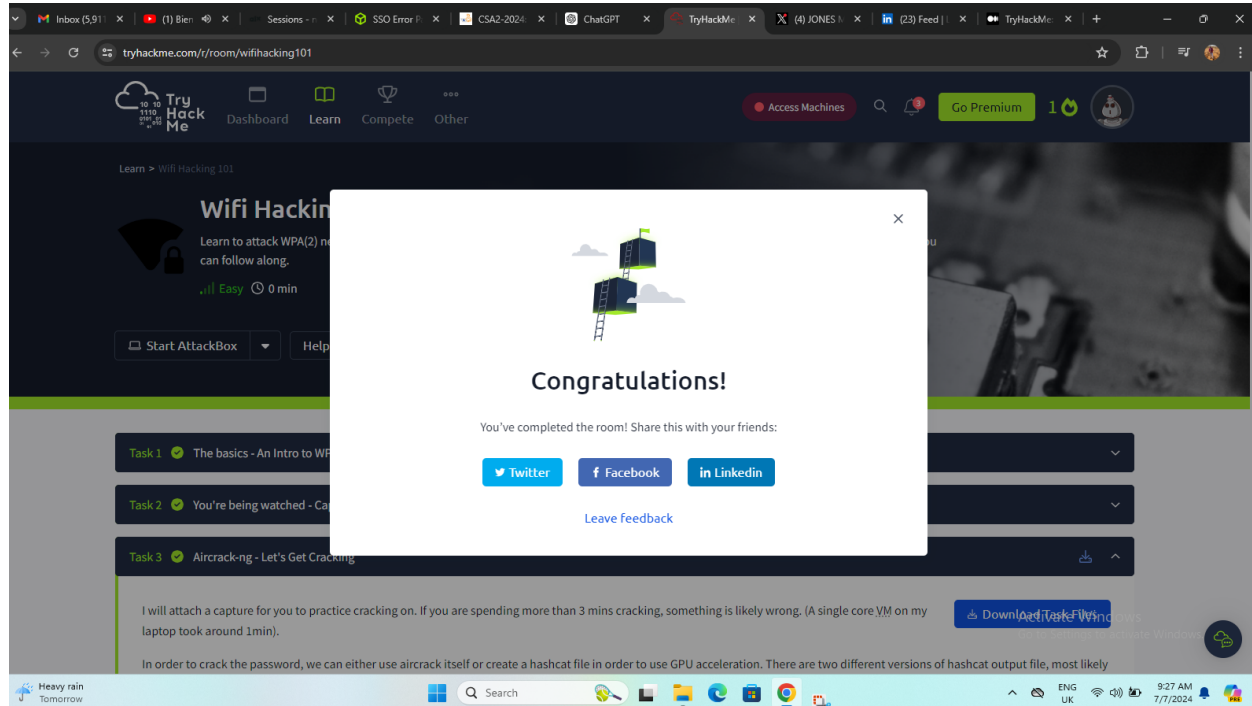 Inbox (5,911
(1) Bien
Sessions - n
SSO Error P
CSA2-2024:
ChatGPT
TryHackMe
(4) JONES N
(23) Feed | L
TryHackMe:
tryhackme.com/r/room/wifihacking101
Try
Hack
Me
Dashboard
Learn
Compete
Other
Access Machines
3
Go Premium
1
Learn > Wifi Hacking 101
Wifi Hackin
Learn to attack WPA(2) ne
ou
can follow along.
Easy 0 min
Start AttackBox
Help
Congratulations!
You've completed the room! Share this with your friends:
Twitter
Facebook
in Linkedin
Leave feedback
Task 1 The basics - An Intro to WP
Task 2 You're being watched - Ca
Task 3 Aircrack-ng - Let's Get Cracking
I will attach a capture for you to practice cracking on. If you are spending more than 3 mins cracking, something is likely wrong. (A single core VM on my
laptop took around 1min).
Download Task Files
Activate Windows
Go to Settings to activate Windows
In order to crack the password, we can either use aircrack itself or create a hashcat file in order to use GPU acceleration. There are two different versions of hashcat output file, most likely
Heavy rain
Tomorrow
Search
ENG
UK
9:27 AM
7/7/2024
PRE